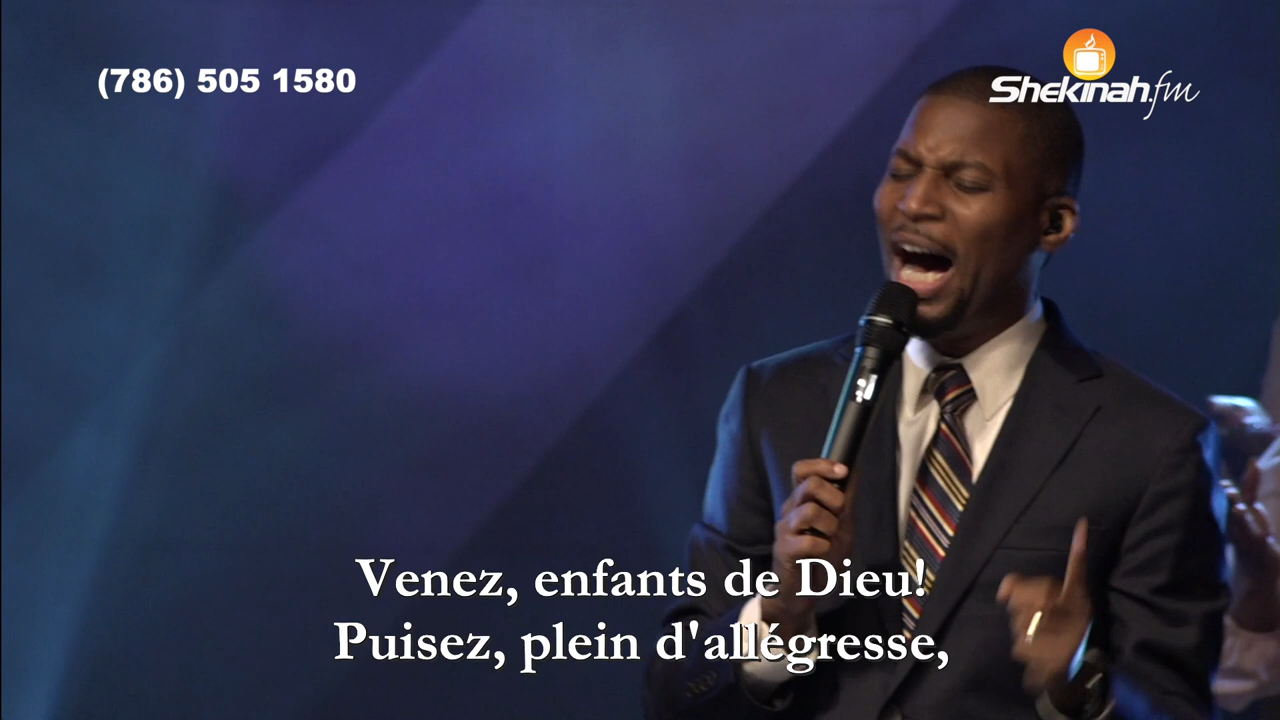 (786) 505 1580
Shekinah.fm
Venez, enfants de Dieu!
Puisez, plein d'allégresse,